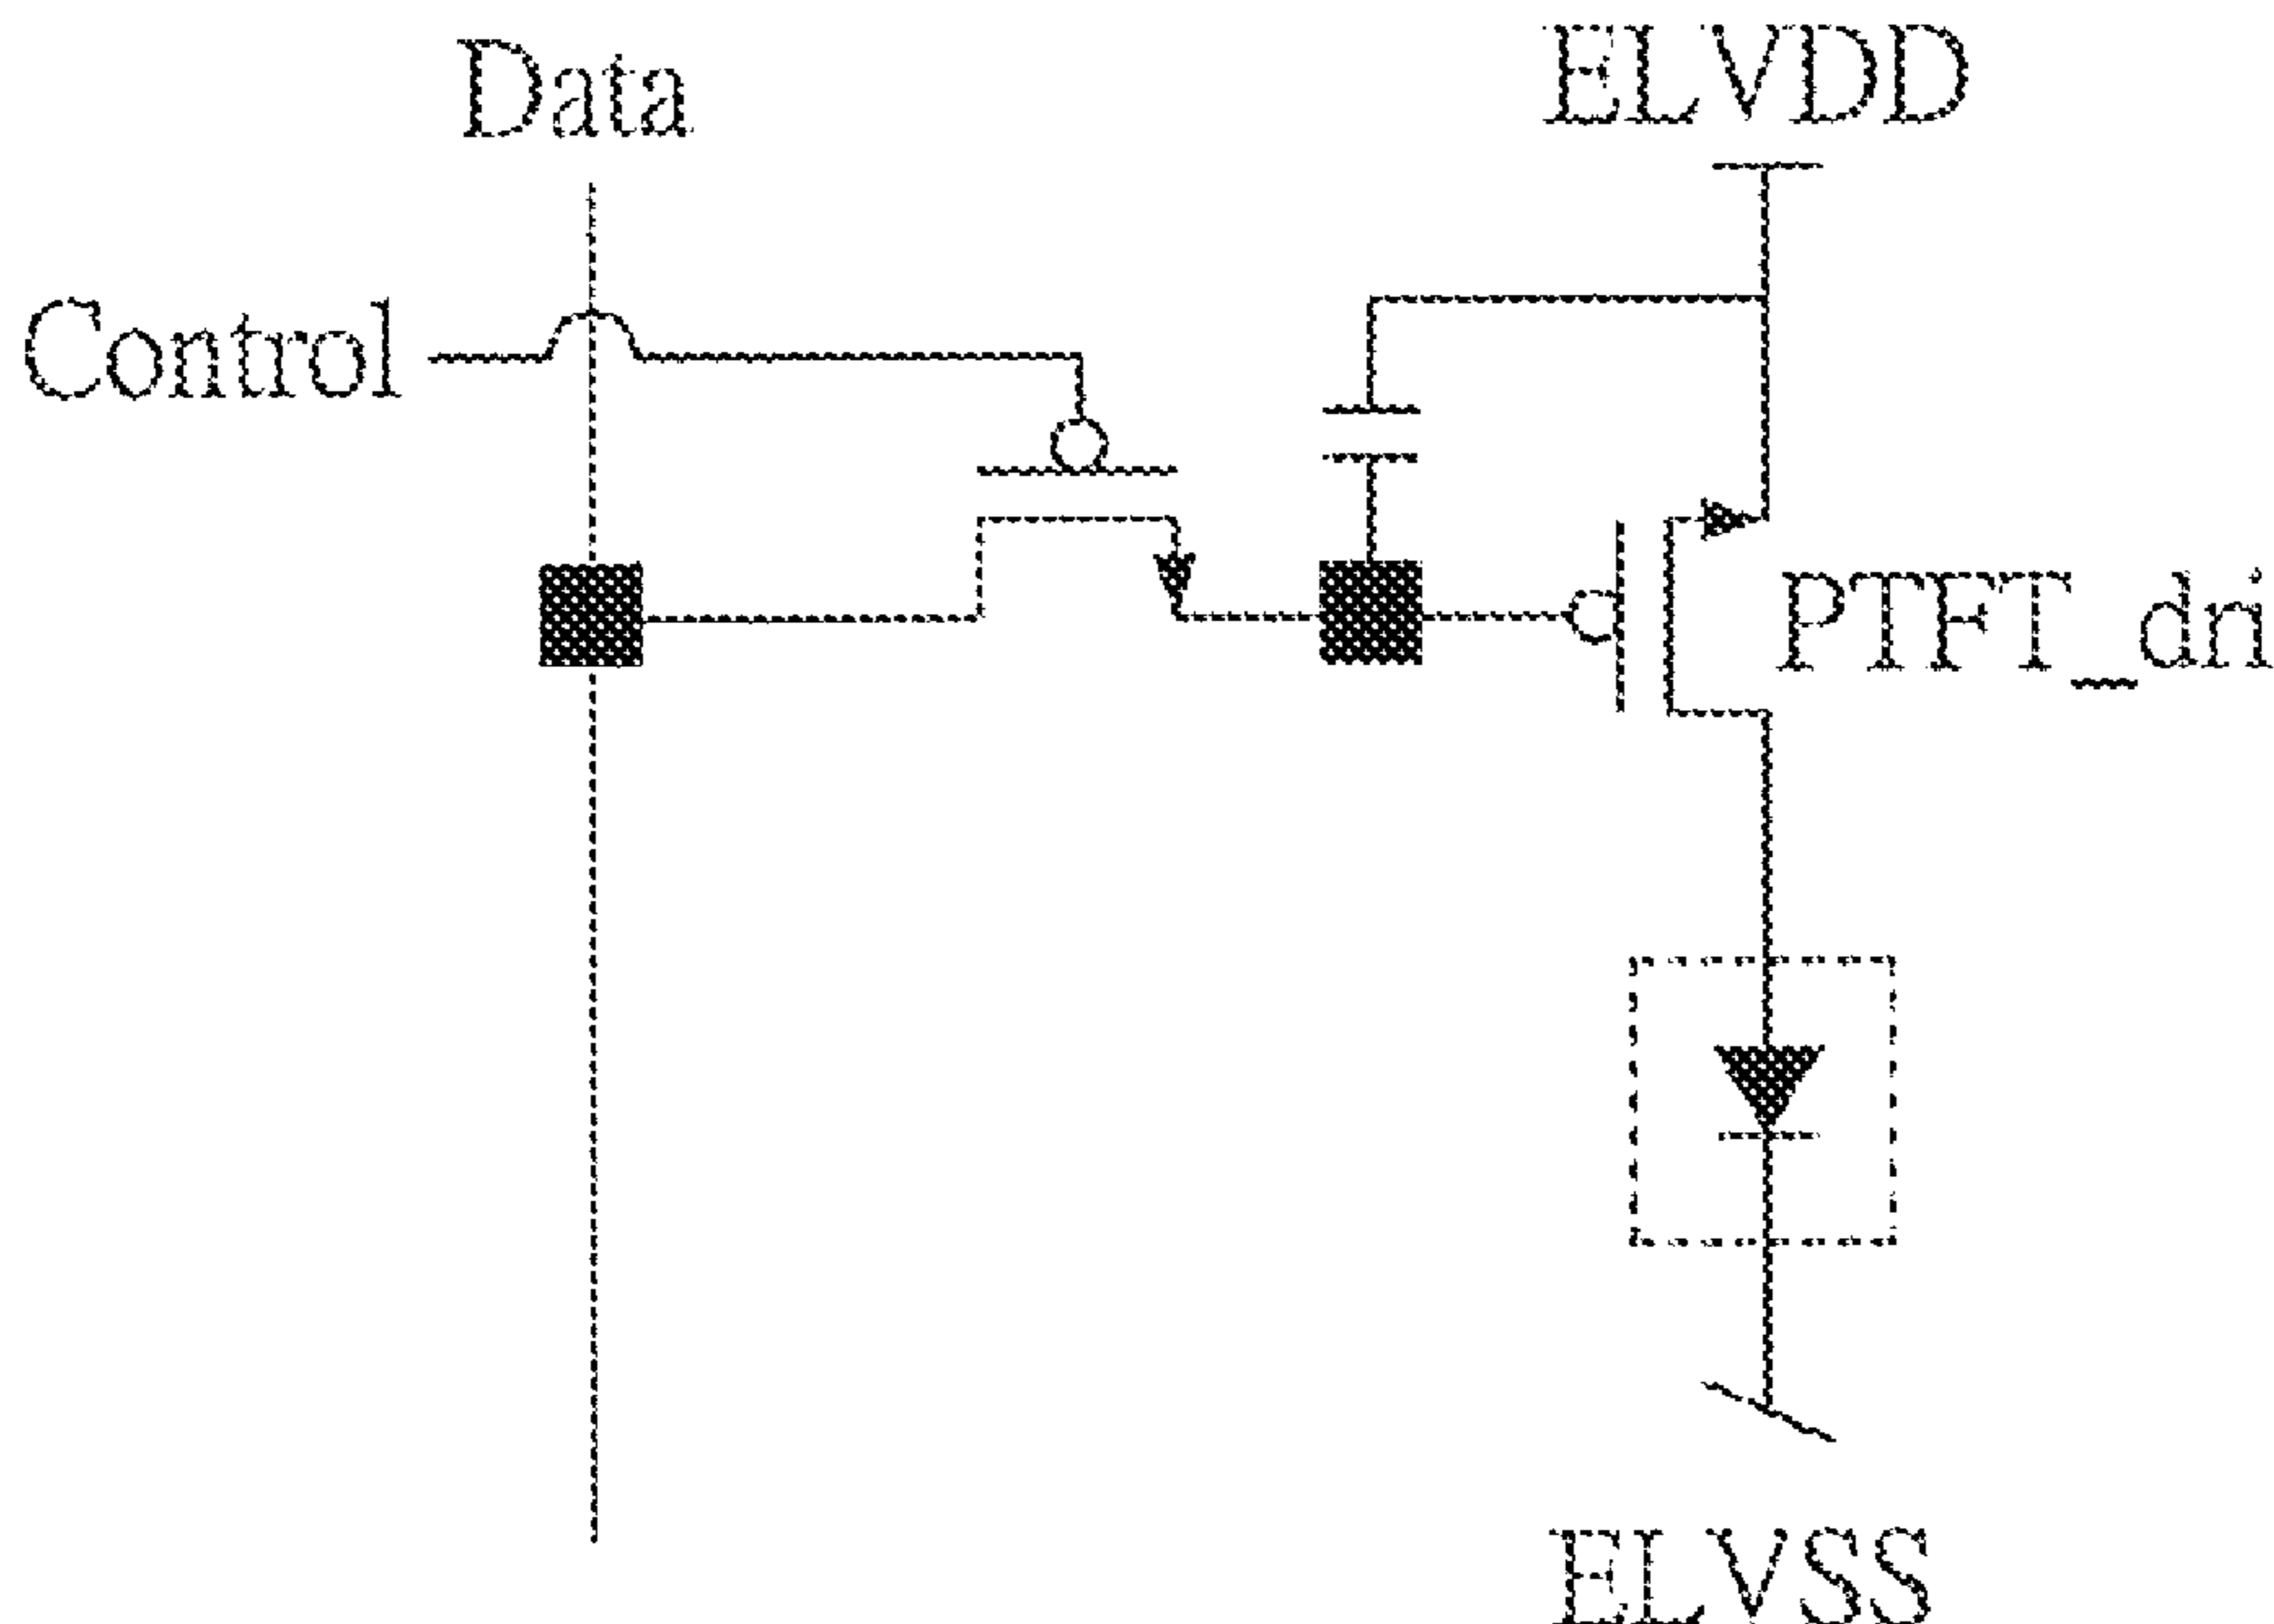 Data
ELVDD
Control
PTFT_dri
ELVSS